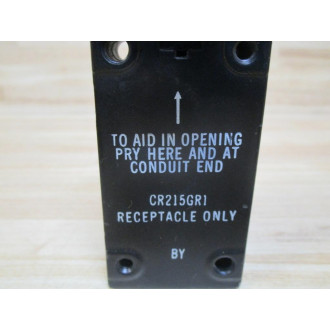 TO AID IN OPENING
PRY HERE AND AT
CONDUIT END
CR215GR1
RECEPTACLE ONLY
BY